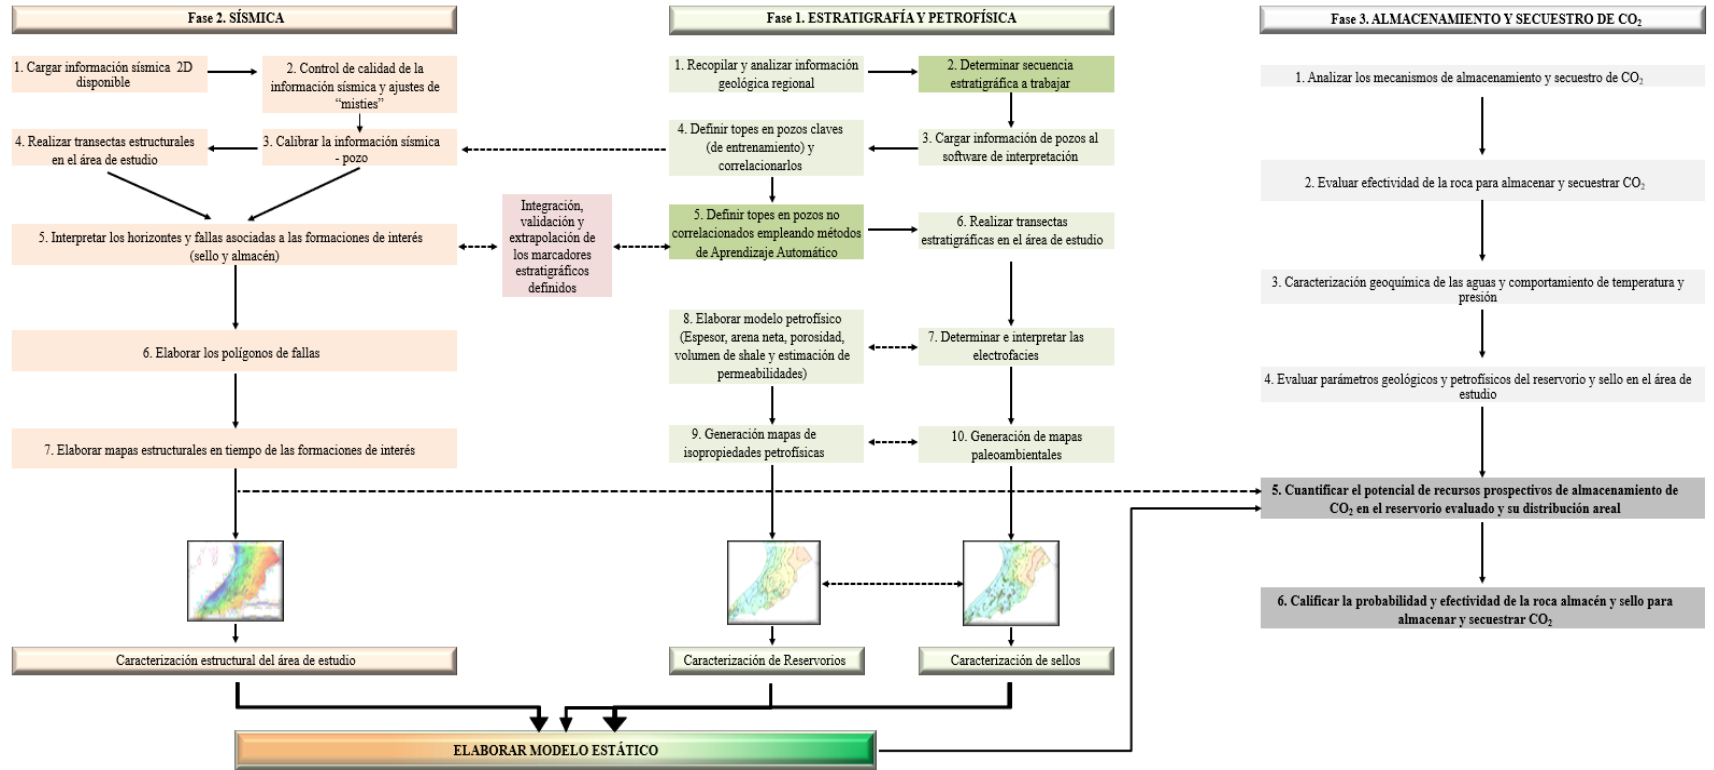 Fase 2. SÍSMICA
1. Cargar información sísmica 2D
disponible
2. Control de calidad de la
información sísmica y ajustes de
“misties”
4. Realizar transectas estructurales
en el área de estudio
3. Calibrar la información sísmica
- pozo
5. Interpretar los horizontes y fallas asociadas a las formaciones de interés
(sello y almacén)
6. Elaborar los polígonos de fallas
7. Elaborar mapas estructurales en tiempo de las formaciones de interés
Caracterización estructural del área de estudio
Integración,
validación y
extrapolación de
los marcadores
estratigráficos
definidos
Fase 1. ESTRATIGRAFÍA Y PETROFÍSICA
1. Recopilar y analizar información
geológica regional
2. Determinar secuencia
estratigráfica a trabajar
4. Definir topes en pozos claves
(de entrenamiento) y
correlacionarlos
3. Cargar información de pozos al
software de interpretación
5. Definir topes en pozos no
correlacionados empleando métodos
de Aprendizaje Automático
6. Realizar transectas
estratigráficas en el área de estudio
8. Elaborar modelo petrofísico
(Espesor, arena neta, porosidad,
volumen de shale y estimación de
permeabilidades)
7. Determinar e interpretar las
electrofacies
9. Generación mapas de
isopropiedades petrofísicas
10. Generación de mapas
paleoambientales
Caracterización de Reservorios
Caracterización de sellos
ELABORAR MODELO ESTÁTICO
Fase 3. ALMACENAMIENTO Y SECUESTRO DE CO₂
1. Analizar los mecanismos de almacenamiento y secuestro de CO₂
2. Evaluar efectividad de la roca para almacenar y secuestrar CO₂
3. Caracterización geoquímica de las aguas y comportamiento de temperatura y
presión
4. Evaluar parámetros geológicos y petrofísicos del reservorio y sello en el área de
estudio
5. Cuantificar el potencial de recursos prospectivos de almacenamiento de
CO₂ en el reservorio evaluado y su distribución areal
6. Calificar la probabilidad y efectividad de la roca almacén y sello para
almacenar y secuestrar CO₂